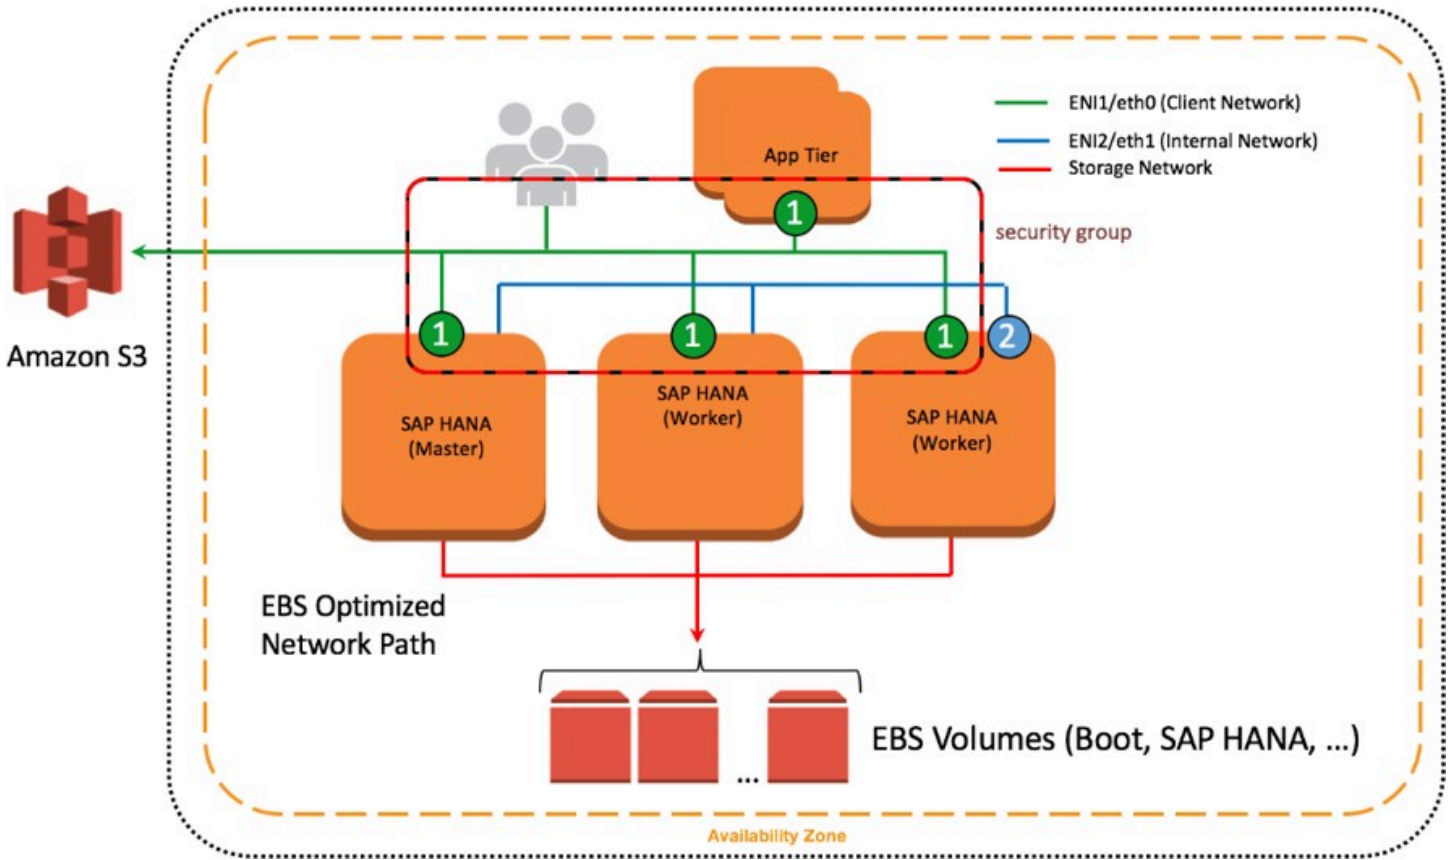 ENI1/eth0 (Client Network)
App Tier
ENI2/eth1 (Internal Network)
Storage Network
1
security group
1
1
1
2
Amazon S3
SAP HANA
(Master)
SAP HANA
(Worker)
SAP HANA
(Worker)
EBS Optimized
Network Path
EBS Volumes (Boot, SAP HANA, ...)
...
Availability Zone